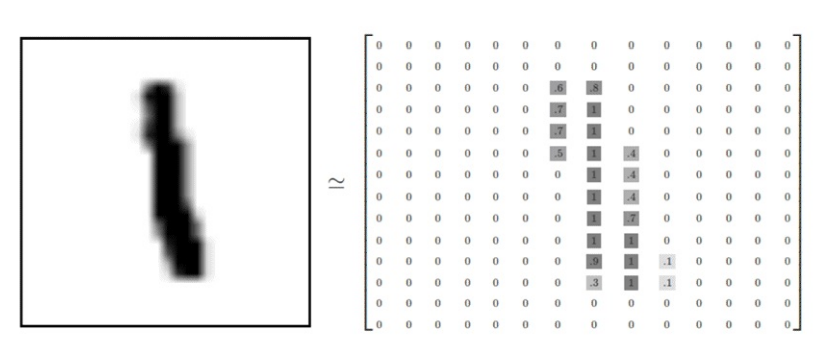 ≃
0 0 0 0 0 0 0 0 0 0 0 0 0 0
0 0 0 0 0 0 0 0 0 0 0 0 0 0
0 0 0 0 0 0 .6 .8 0 0 0 0 0 0
0 0 0 0 0 0 .7 1 0 0 0 0 0 0
0 0 0 0 0 0 .7 1 0 0 0 0 0 0
0 0 0 0 0 0 .5 1 .4 0 0 0 0 0
0 0 0 0 0 0 0 1 .4 0 0 0 0 0
0 0 0 0 0 0 0 1 .4 0 0 0 0 0
0 0 0 0 0 0 0 1 .7 0 0 0 0 0
0 0 0 0 0 0 0 1 1 0 0 0 0 0
0 0 0 0 0 0 0 .9 1 .1 0 0 0 0
0 0 0 0 0 0 0 .3 1 .1 0 0 0 0
0 0 0 0 0 0 0 0 0 0 0 0 0 0
0 0 0 0 0 0 0 0 0 0 0 0 0 0